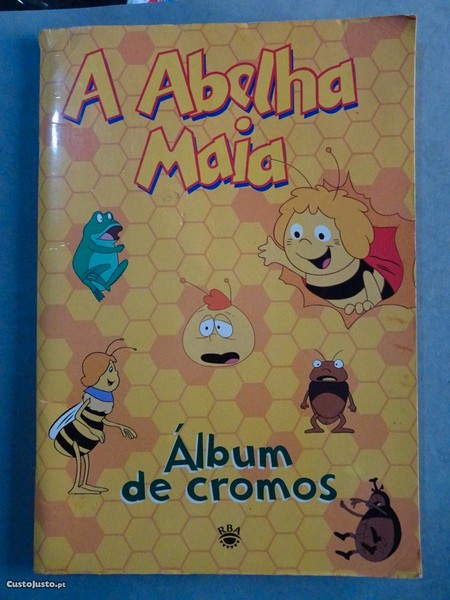 A Abelha
Maia
Álbum
de cromos
RBA
CustoJusto.pt